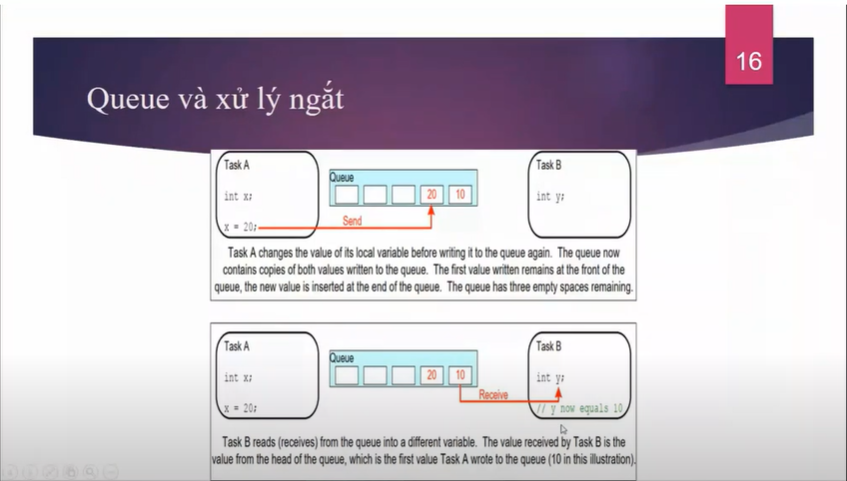 16
Queue và xử lý ngắt
Task A
int x;
x = 20;
Queue
20 10
Send
Task B
int y;
Task A changes the value of its local variable before writing it to the queue again. The queue now
contains copies of both values written to the queue. The first value written remains at the front of the
queue, the new value is inserted at the end of the queue. The queue has three empty spaces remaining.
Task A
int x;
x = 20;
Queue
20 10
Receive
Task B
int y;
// y now equals 10
Task B reads (receives) from the queue into a different variable. The value received by Task B is the
value from the head of the queue, which is the first value Task A wrote to the queue (10 in this illustration).